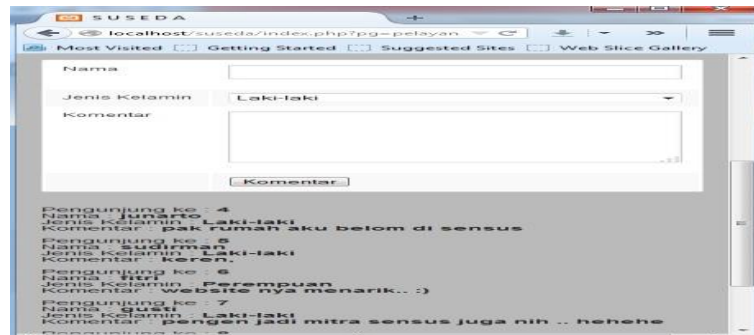 SUSEDA
localhost/suseda/index.php?pg=pelayan
Most Visited Getting Started Suggested Sites Web Slice Gallery
Nama
Jenis Kelamin Laki-laki
Komentar
Komentar
Pengunjung ke : 4
Nama : junarto
Jenis Kelamin : Laki-laki
Komentar : pak rumah aku belom di sensus
Pengunjung ke : 5
Nama : sudirman
Jenis Kelamin : Laki-laki
Komentar : keren,
Pengunjung ke : 6
Nama : fitri
Jenis Kelamin : Perempuan
Komentar : website nya menarik.. :)
Pengunjung ke : 7
Nama : gusti
Jenis Kelamin : Laki-laki
Komentar : pengen jadi mitra sensus juga nih ... hehehe